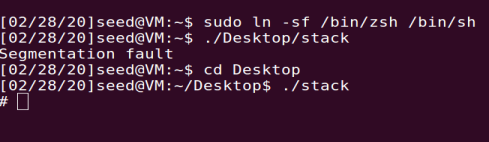 [02/28/20]seed@VM:~$ sudo ln -sf /bin/zsh /bin/sh
[02/28/20]seed@VM:~$ ./Desktop/stack
Segmentation fault
[02/28/20]seed@VM:~$ cd Desktop
[02/28/20]seed@VM:~/Desktop$ ./stack
#